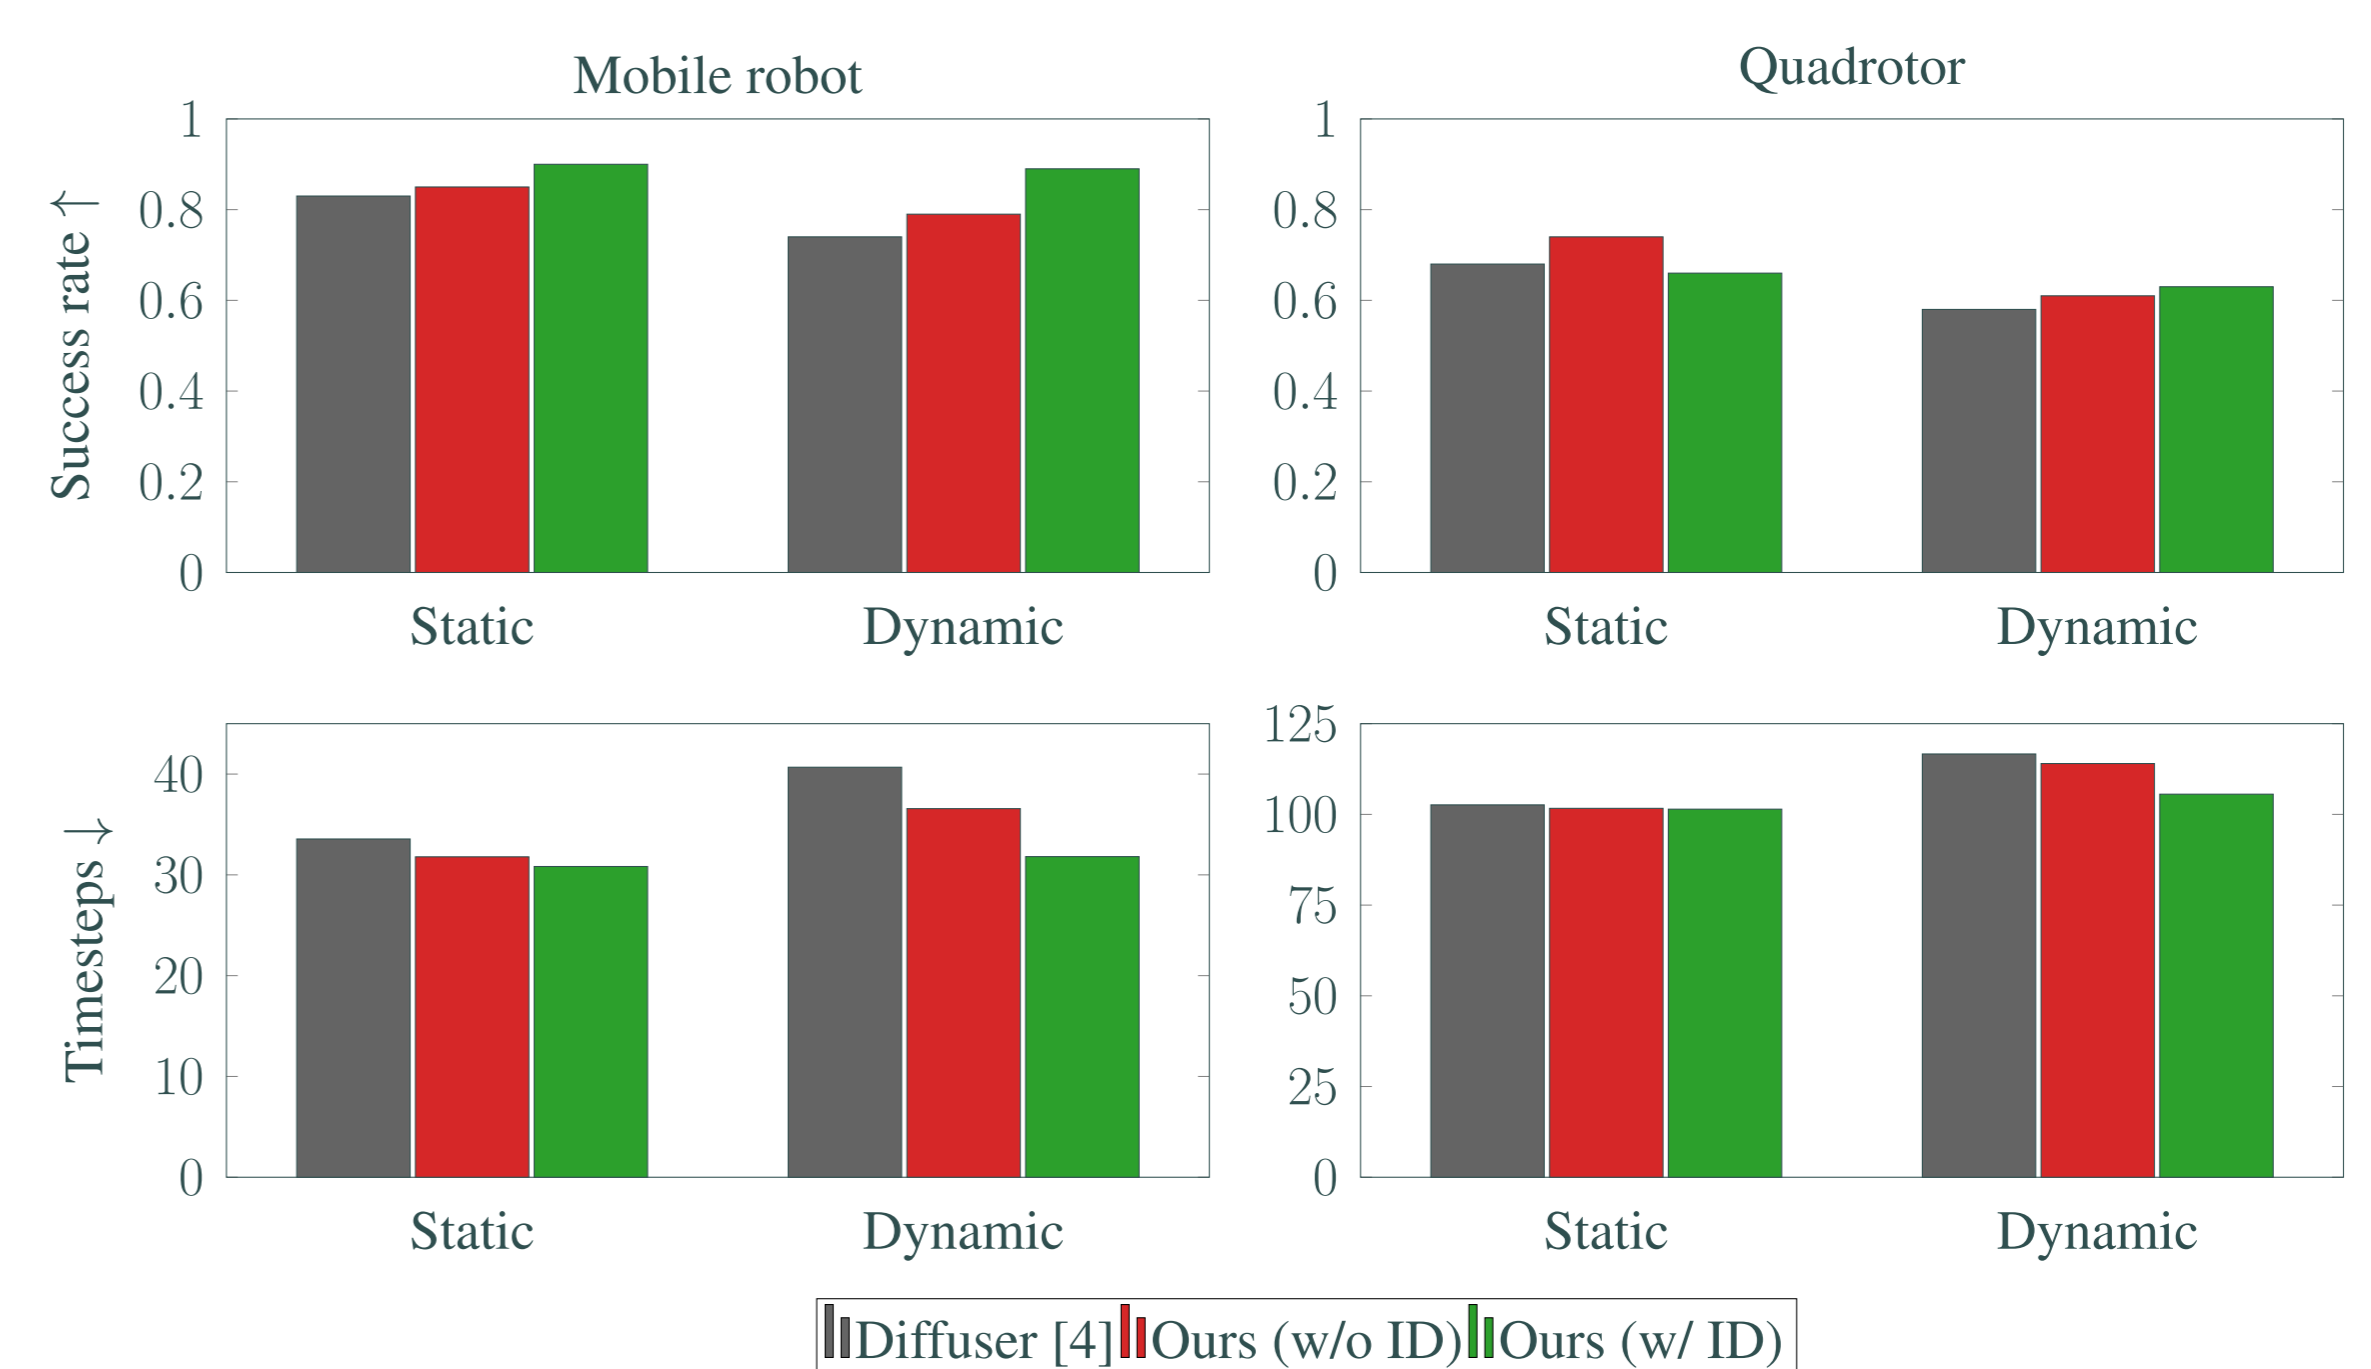 Mobile robot
Quadrotor
Success rate ↑
1
0.8
0.6
0.4
0.2
0
Static
Dynamic
1
0.8
0.6
0.4
0.2
0
Static
Dynamic
Timesteps ↓
40
30
20
10
0
Static
Dynamic
125
100
75
50
25
0
Static
Dynamic
Diffuser [4] Ours (w/o ID) Ours (w/ ID)